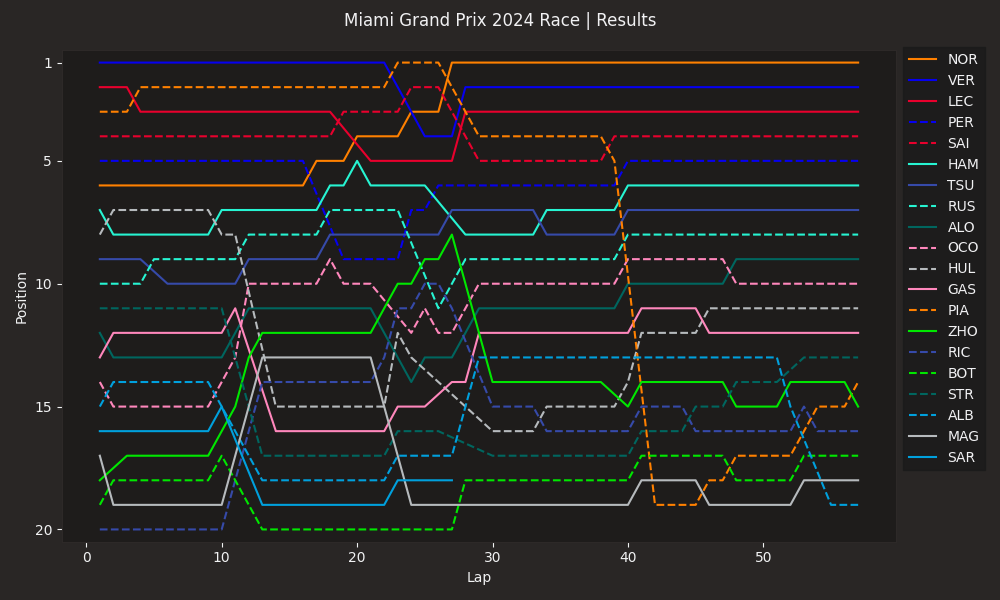 Miami Grand Prix 2024 Race | Results
Position
1
5
10
15
20
0
10
20
30
40
50
Lap
NOR
VER
LEC
PER
SAI
HAM
TSU
RUS
ALO
OCO
HUL
GAS
PIA
ZHO
RIC
BOT
STR
ALB
MAG
SAR